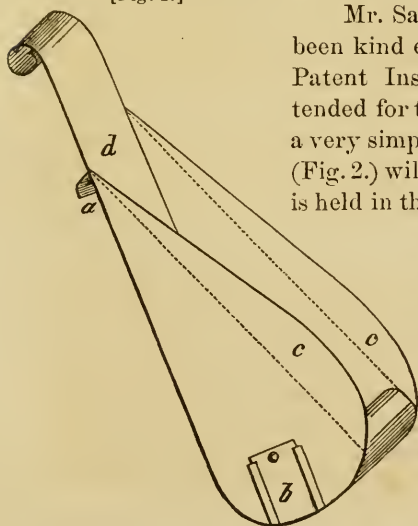 Mr. Sa
been kind e
Patent Ins
tended for t
a very simp
(Fig. 2.) wil
is held in th
d
a
c
c
b